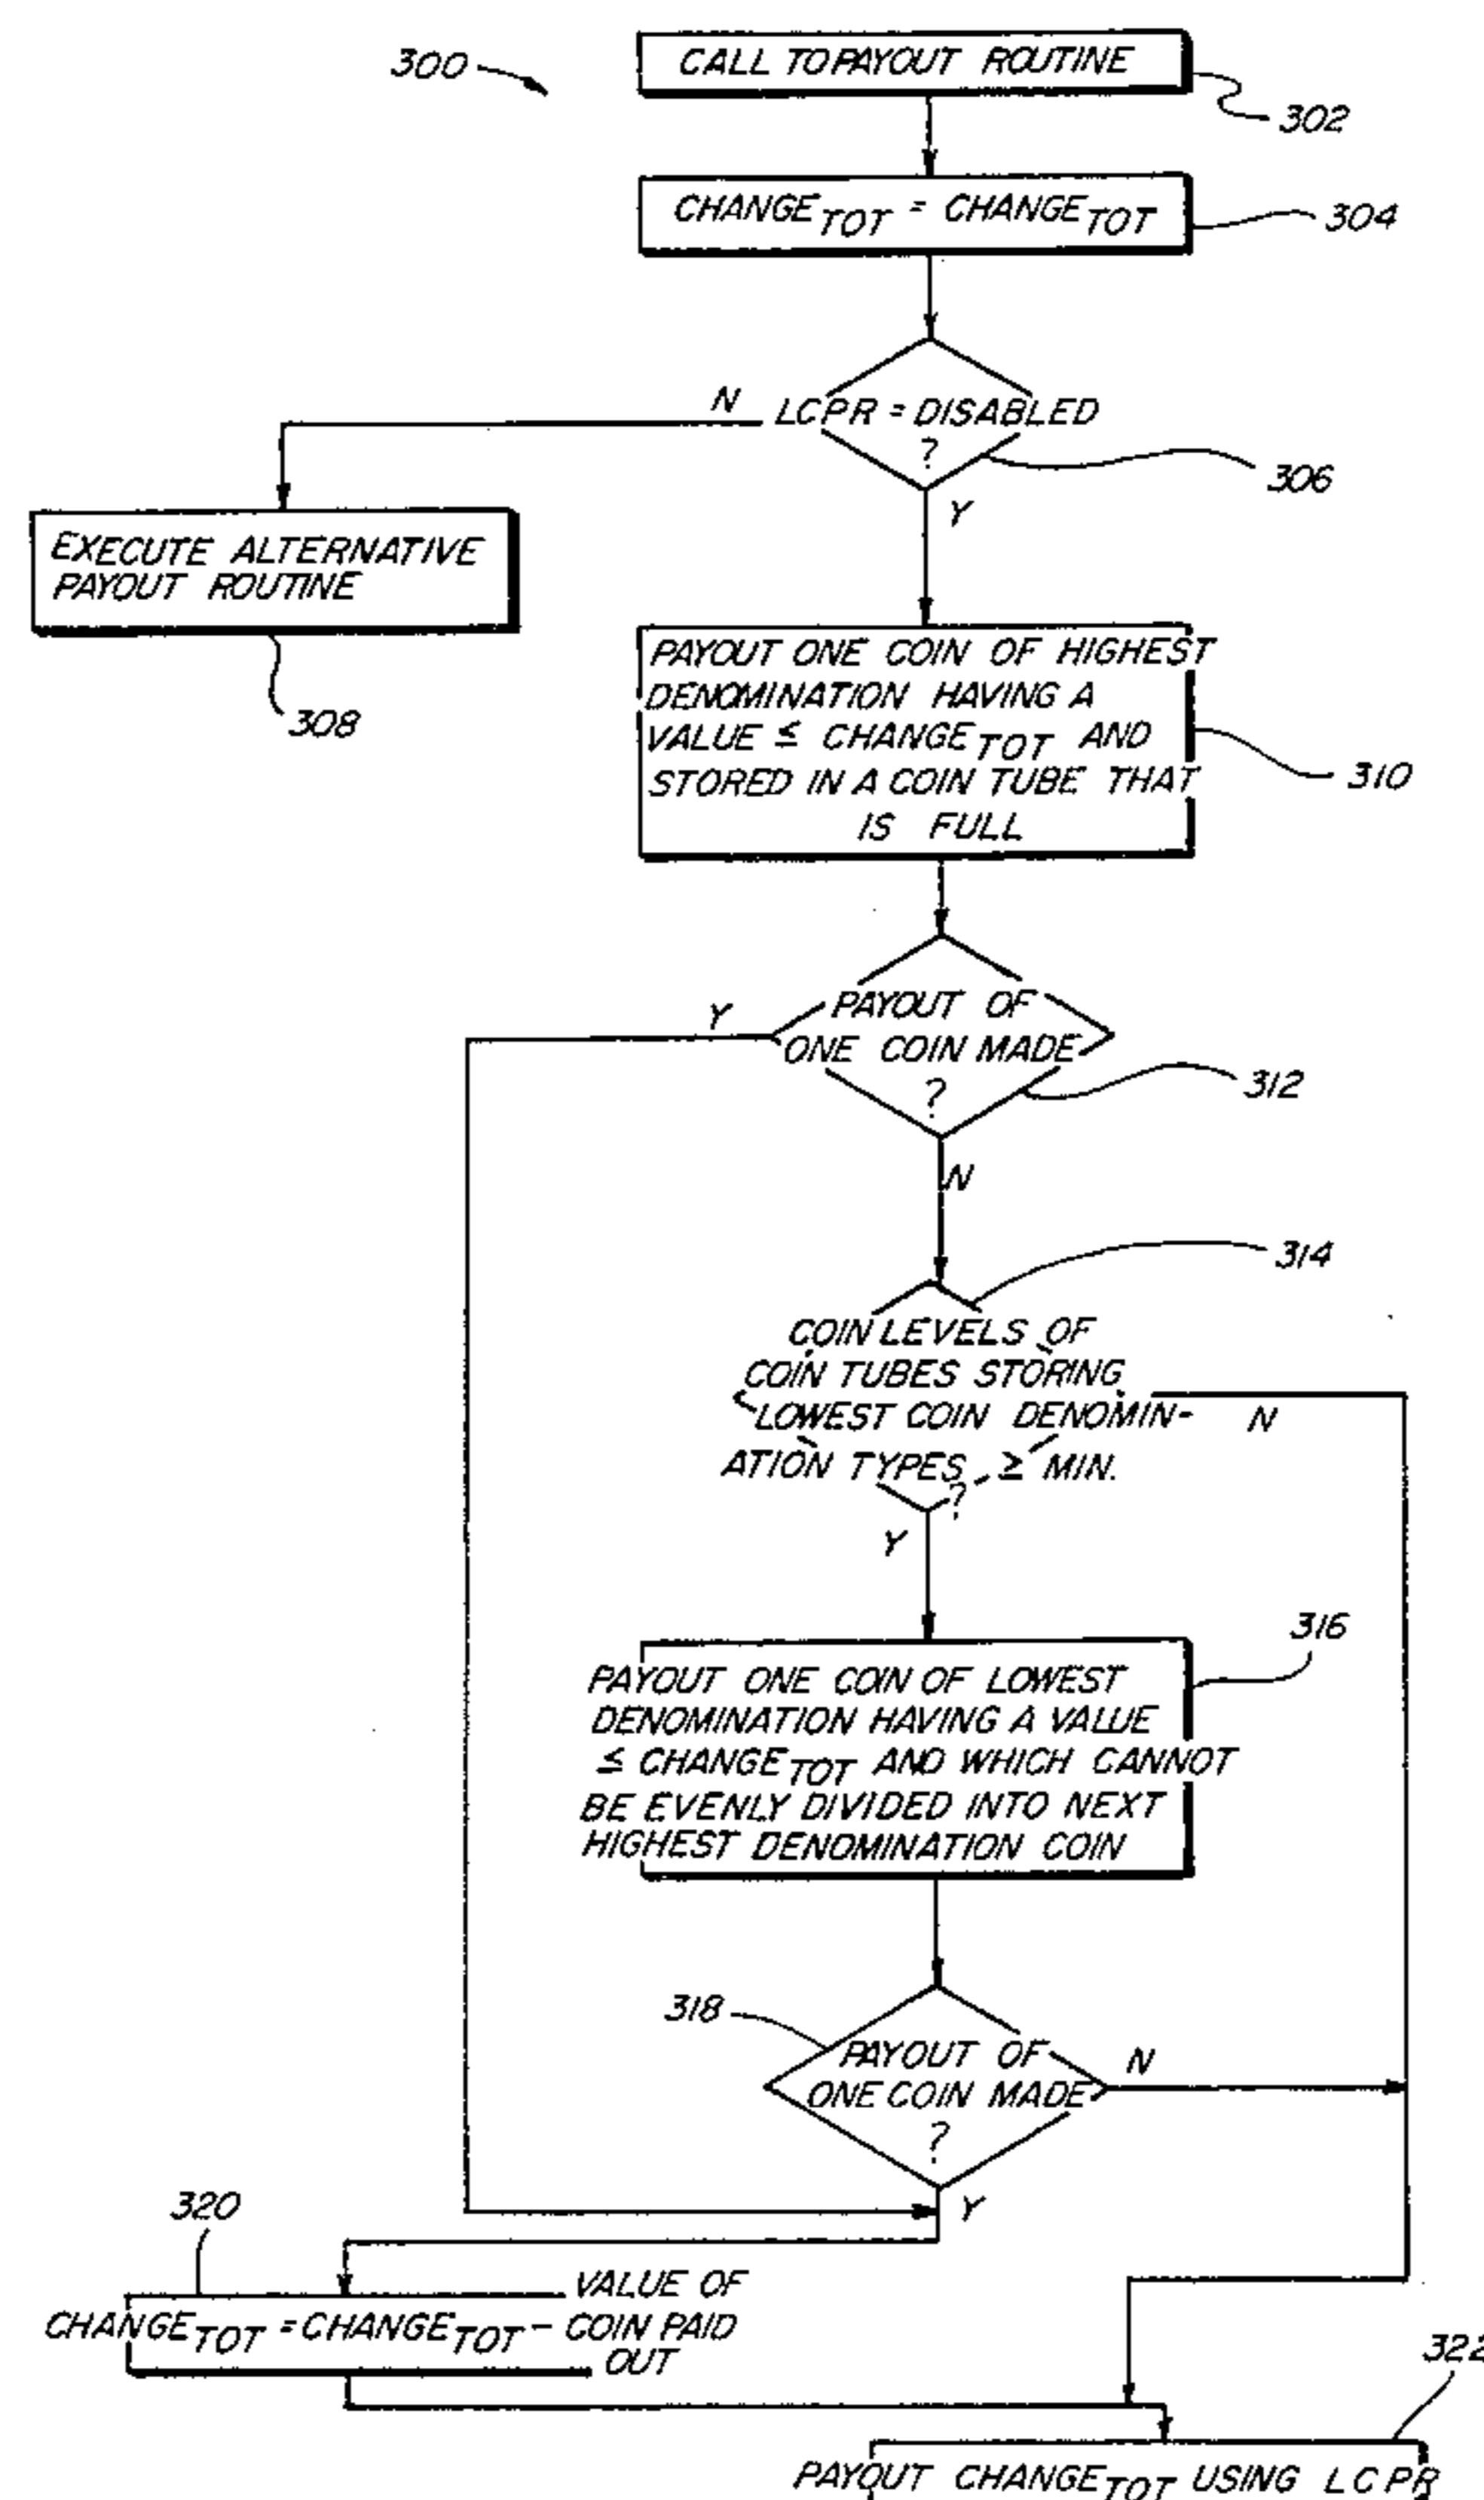 300
CALL TO PAYOUT ROUTINE
302
CHANGE TOT = CHANGE TOT
304
N
LCPR = DISABLED
?
306
Y
EXECUTE ALTERNATIVE
PAYOUT ROUTINE
308
PAYOUT ONE COIN OF HIGHEST
DENOMINATION HAVING A
VALUE ≤ CHANGE TOT AND
STORED IN A COIN TUBE THAT
IS FULL
310
Y
PAYOUT OF
ONE COIN MADE
?
312
N
314
COIN LEVELS OF
COIN TUBES STORING
LOWEST COIN DENOMIN-
ATION TYPES ≥ MIN.
?
N
Y
316
PAYOUT ONE COIN OF LOWEST
DENOMINATION HAVING A VALUE
≤ CHANGE TOT AND WHICH CANNOT
BE EVENLY DIVIDED INTO NEXT
HIGHEST DENOMINATION COIN
318
PAYOUT OF
ONE COIN MADE
?
N
Y
320
VALUE OF
CHANGE TOT = CHANGE TOT - COIN PAID
OUT
322
PAYOUT CHANGE TOT USING LCPR